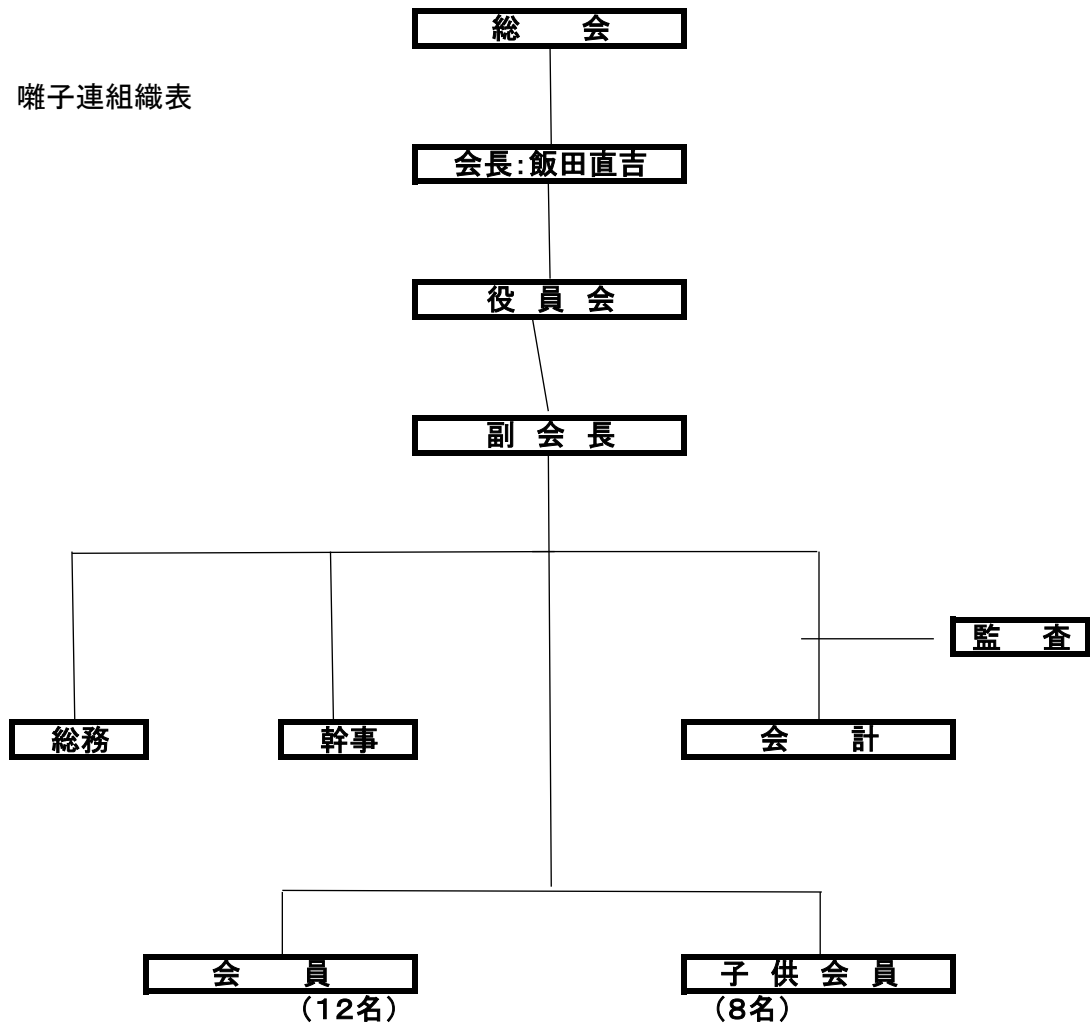 総　会
囃子連組織表
会長:飯田直吉
役 員 会
副 会 長
監　査
総務
幹事
会　計
会　員
子 供 会 員
(12名)
(8名)